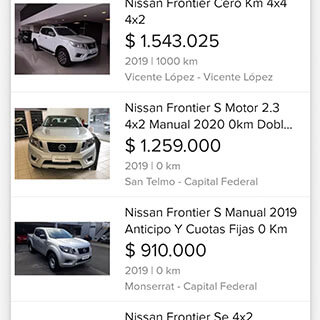 Nissan Frontier Cero Km 4x4
4x2
$ 1.543.025
2019 | 1000 km
Vicente López - Vicente López
Nissan Frontier S Motor 2.3
4x2 Manual 2020 0km Dobl...
$ 1.259.000
2019 | 0 km
San Telmo - Capital Federal
Nissan Frontier S Manual 2019
Anticipo Y Cuotas Fijas 0 Km
$ 910.000
2019 | 0 km
Monserrat - Capital Federal
Nissan Frontier Se 4x2